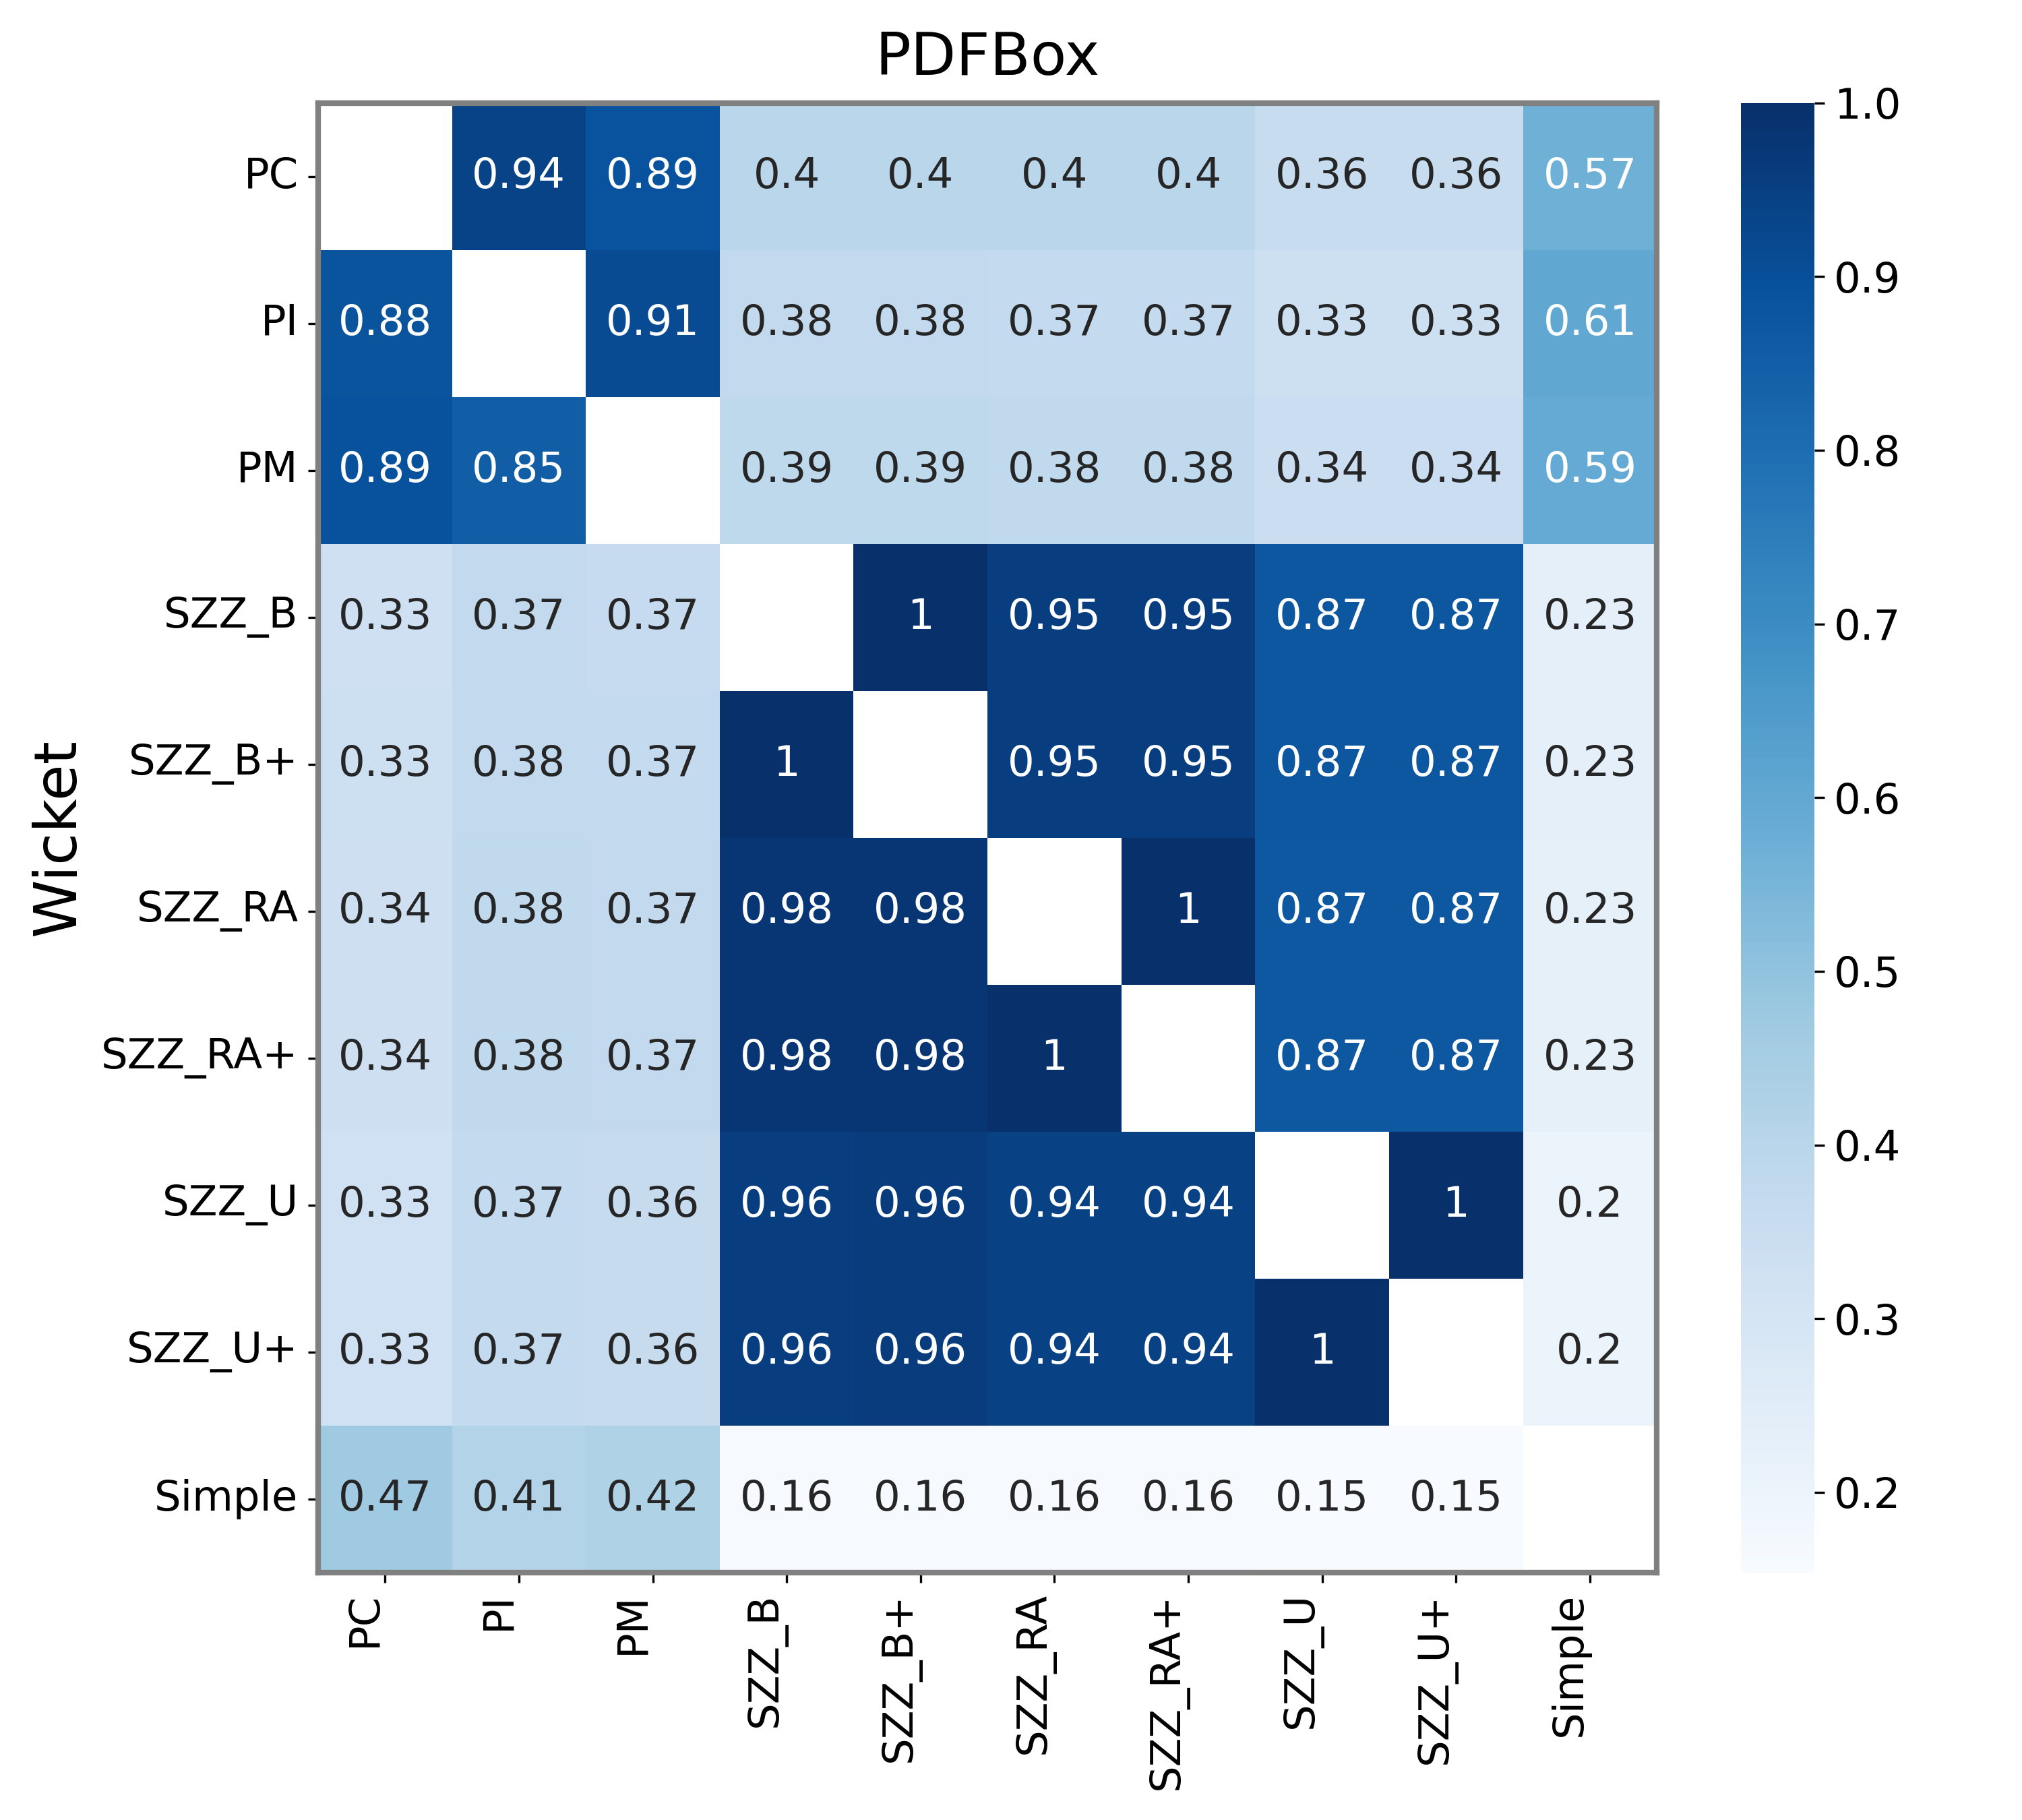 PDFBox
Wicket
PC 0.94 0.89 0.4 0.4 0.4 0.4 0.36 0.36 0.57
PI 0.88 0.91 0.38 0.38 0.37 0.37 0.33 0.33 0.61
PM 0.89 0.85 0.39 0.39 0.38 0.38 0.34 0.34 0.59
SZZ_B 0.33 0.37 0.37 1 0.95 0.95 0.87 0.87 0.23
SZZ_B+ 0.33 0.38 0.37 1 0.95 0.95 0.87 0.87 0.23
SZZ_RA 0.34 0.38 0.37 0.98 0.98 1 0.87 0.87 0.23
SZZ_RA+ 0.34 0.38 0.37 0.98 0.98 1 0.87 0.87 0.23
SZZ_U 0.33 0.37 0.36 0.96 0.96 0.94 0.94 1 0.2
SZZ_U+ 0.33 0.37 0.36 0.96 0.96 0.94 0.94 1 0.2
Simple 0.47 0.41 0.42 0.16 0.16 0.16 0.16 0.15 0.15
PC PI PM SZZ_B SZZ_B+ SZZ_RA SZZ_RA+ SZZ_U SZZ_U+ Simple
1.0
0.9
0.8
0.7
0.6
0.5
0.4
0.3
0.2